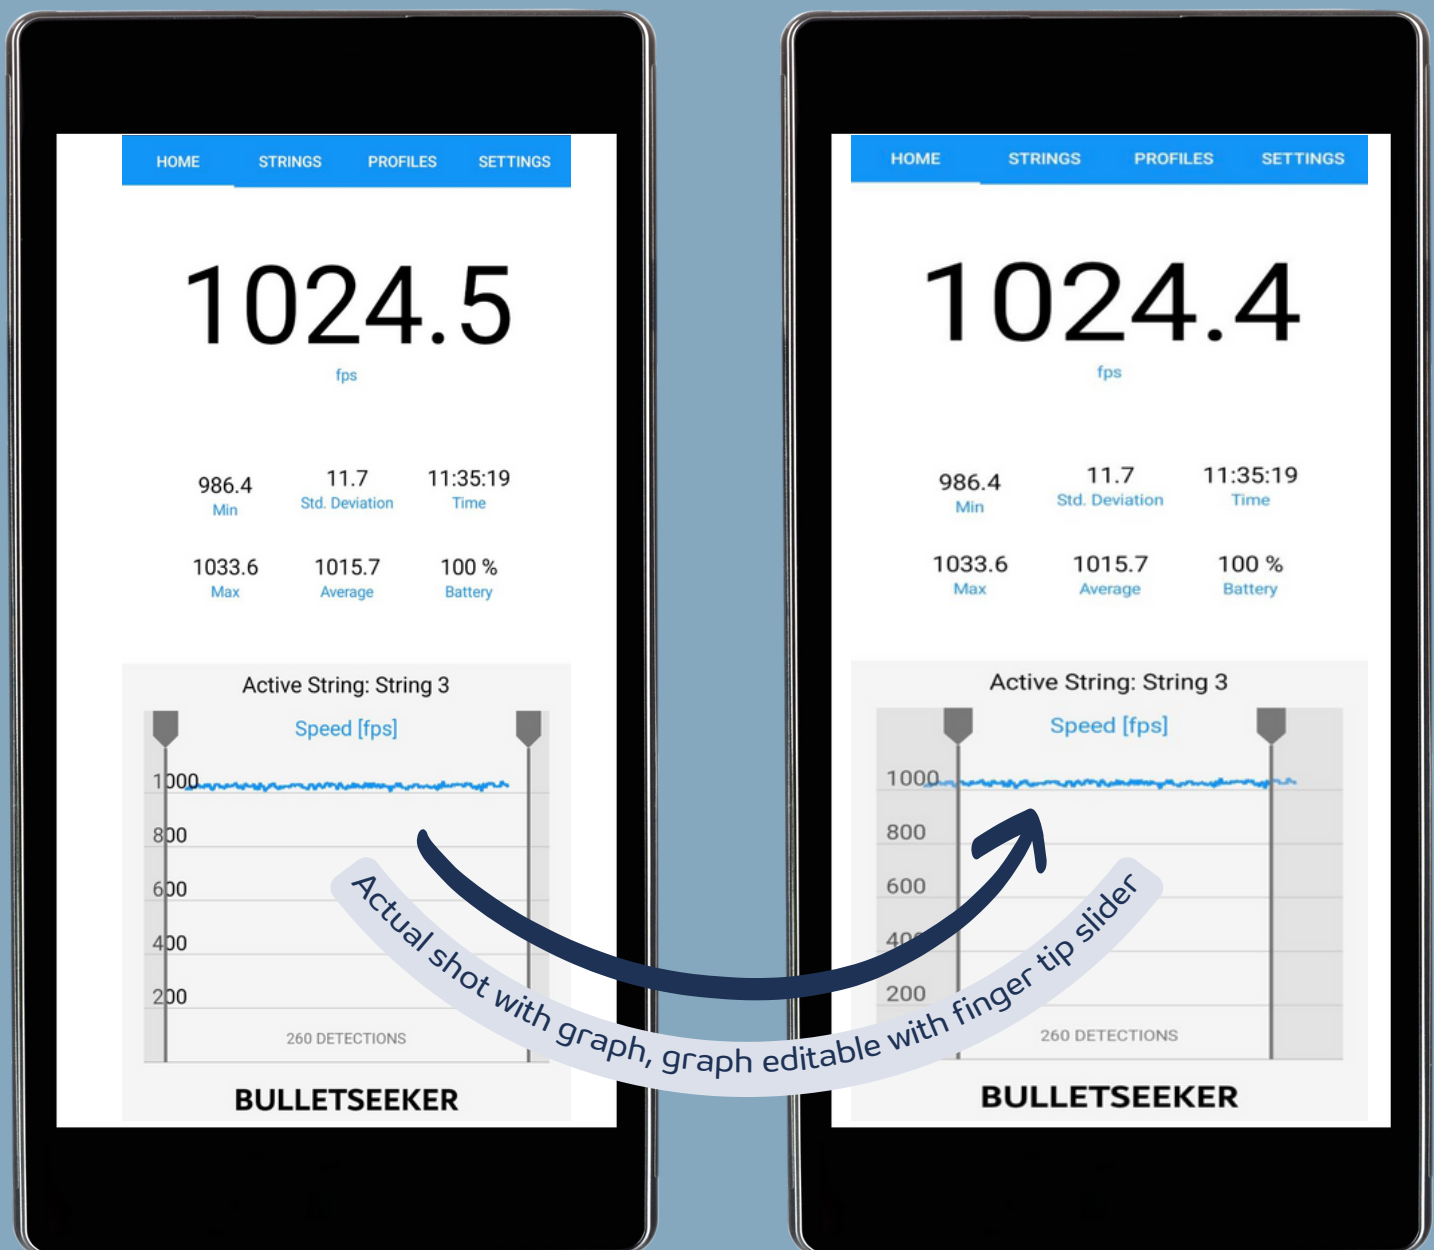 HOME STRINGS PROFILES SETTINGS
1024.5
fps
986.4 11.7 11:35:19
Min Std. Deviation Time
1033.6 1015.7 100 %
Max Average Battery
Active String: String 3
Speed [fps]
1000
800
600
400
200
260 DETECTIONS
BULLETSEEKER
HOME STRINGS PROFILES SETTINGS
1024.4
fps
986.4 11.7 11:35:19
Min Std. Deviation Time
1033.6 1015.7 100 %
Max Average Battery
Active String: String 3
Speed [fps]
1000
800
600
400
200
260 DETECTIONS
BULLETSEEKER
Actual shot with graph, graph editable with finger tip slider